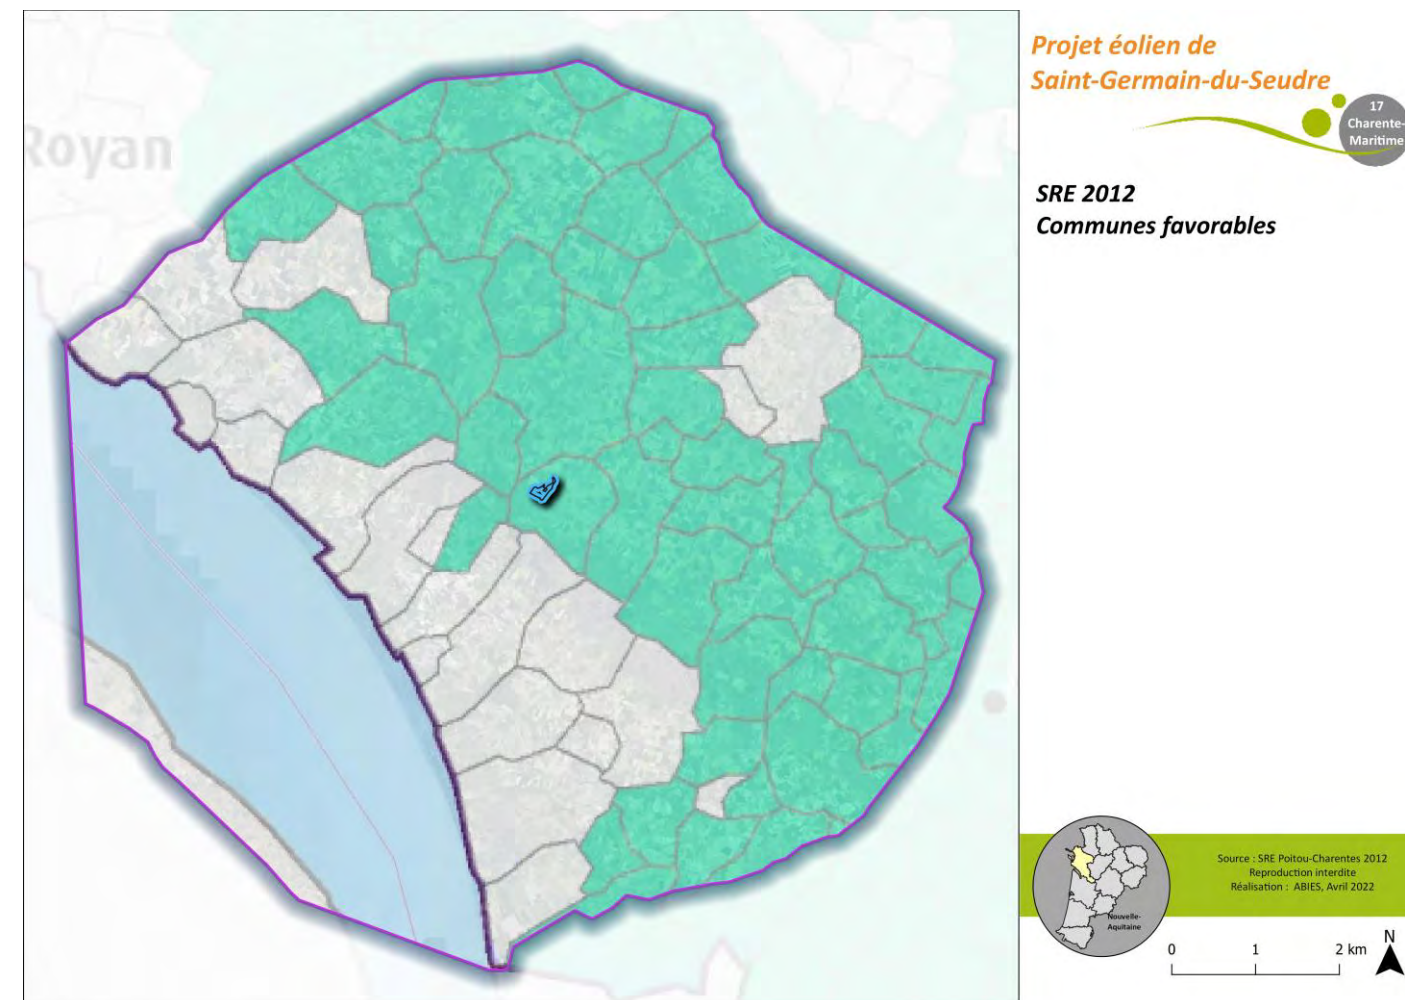 Royan
Projet éolien de
Saint-Germain-du-Seudre
17
Charente-
Maritime
SRE 2012
Communes favorables
Source : SRE Poitou-Charentes 2012
Reproduction interdite
Réalisation : ABIES, Avril 2022
Nouvelle-
Aquitaine
0 1 2 km
N